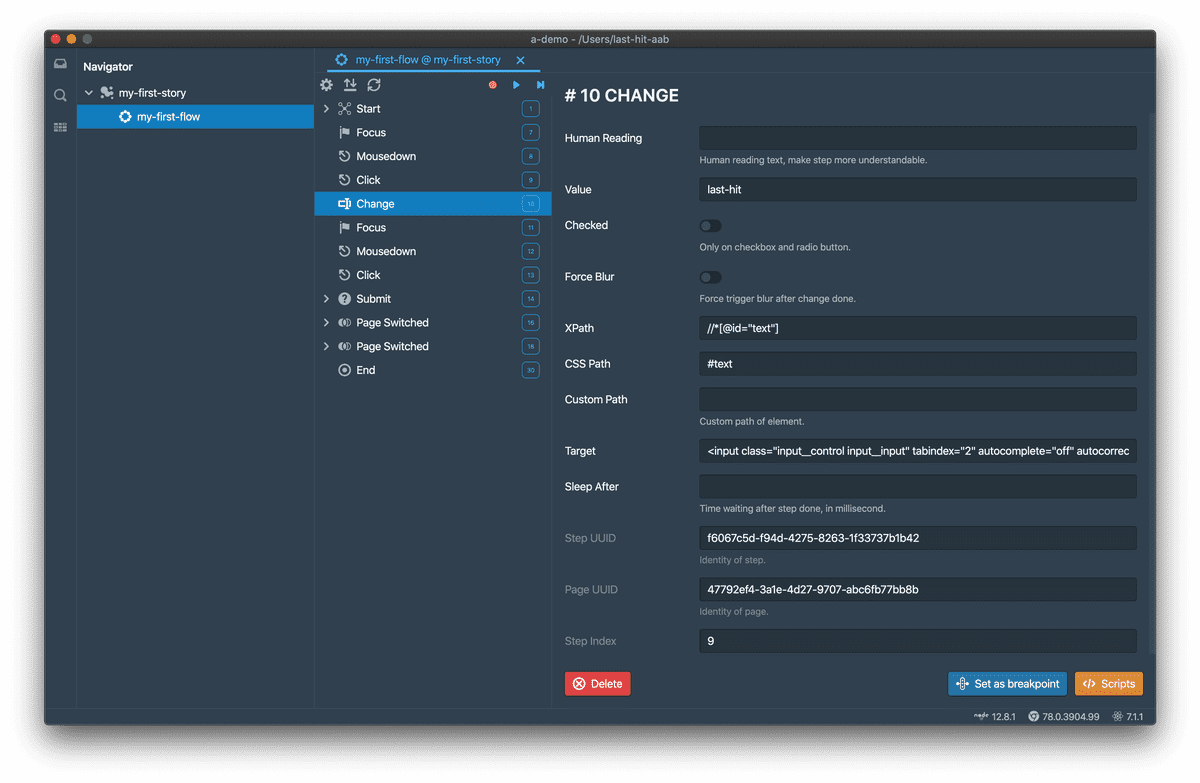 a-demo - /Users/last-hit-aab
Navigator
my-first-story
my-first-flow
my-first-flow @ my-first-story
Start 1
Focus 7
Mousedown 8
Click 9
Change 10
Focus 11
Mousedown 12
Click 13
Submit 14
Page Switched 16
Page Switched 18
End 30
# 10 CHANGE
Human Reading
Human reading text, make step more understandable.
Value last-hit
Checked
Only on checkbox and radio button.
Force Blur
Force trigger blur after change done.
XPath //*[@id="text"]
CSS Path #text
Custom Path
Custom path of element.
Target <input class="input__control input__input" tabindex="2" autocomplete="off" autocorrec
Sleep After
Time waiting after step done, in millisecond.
Step UUID f6067c5d-f94d-4275-8263-1f33737b1b42
Identity of step.
Page UUID 47792ef4-3a1e-4d27-9707-abc6fb77bb8b
Identity of page.
Step Index 9
Delete Set as breakpoint Scripts
node 12.8.1 78.0.3904.99 7.1.1